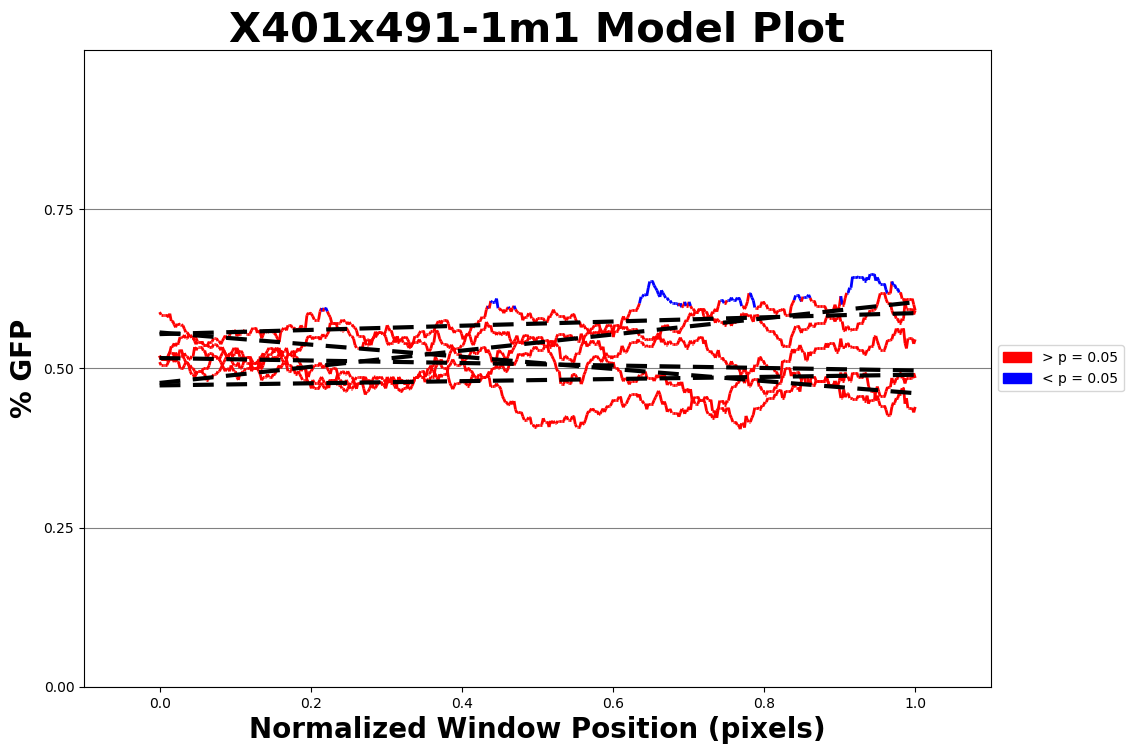 X401x491-1m1 Model Plot
% GFP
0.75
0.50
0.25
0.00
0.0 0.2 0.4 0.6 0.8 1.0
Normalized Window Position (pixels)
> p = 0.05
< p = 0.05